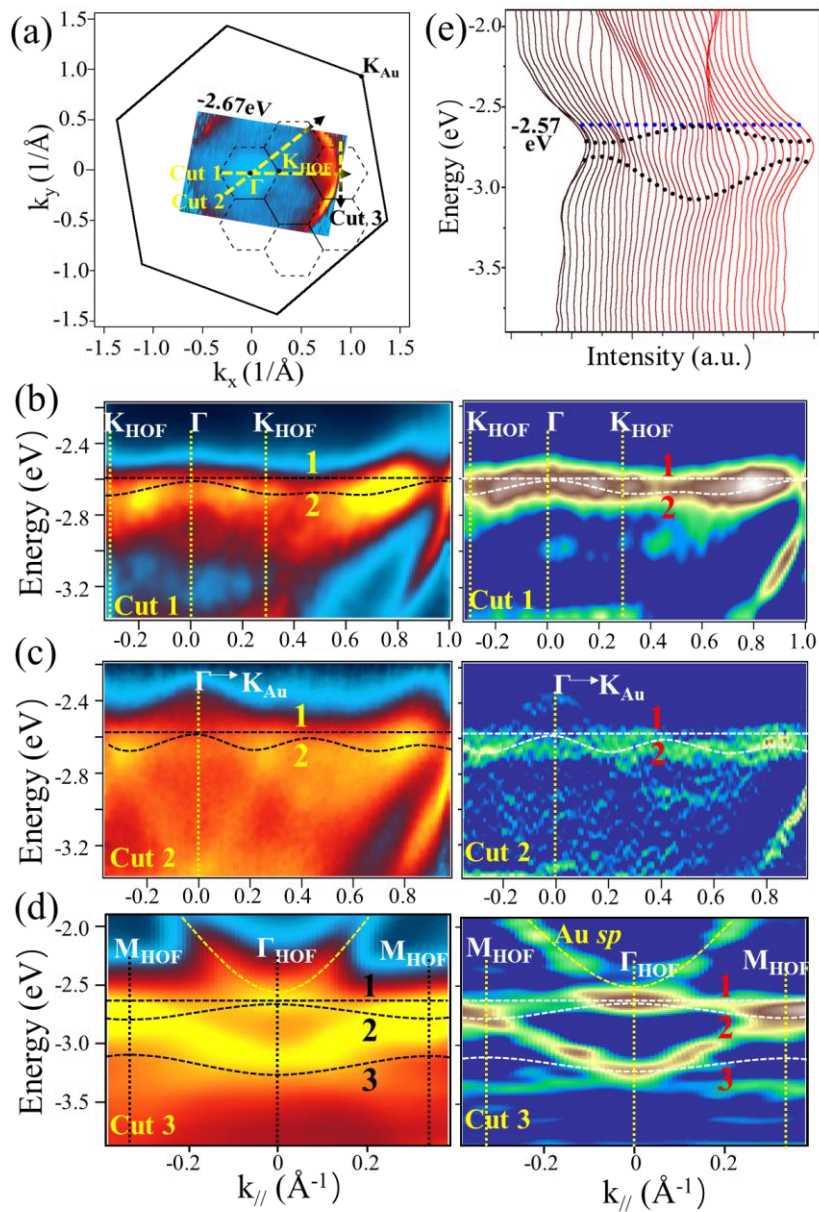 (a)
k_y (1/Å)
1.5
1.0
0.5
0
-0.5
-1.0
-1.5
-1.5 -1.0 -0.5 0 0.5 1.0 1.5
k_x (1/Å)
K_Au
-2.67eV
K_HOF
Cut 1
Γ
Cut 2
Cut 3
(e)
Energy (eV)
-2.0
-2.5
-3.0
-3.5
-2.57
eV
Intensity (a.u.)
(b)
Energy (eV)
-2.4
-2.8
-3.2
K_HOF Γ K_HOF
1
2
Cut 1
-0.2 0.0 0.2 0.4 0.6 0.8 1.0
K_HOF Γ K_HOF
1
2
Cut 1
-0.2 0.0 0.2 0.4 0.6 0.8 1.0
(c)
Energy (eV)
-2.4
-2.8
-3.2
Γ→K_Au
1
2
Cut 2
-0.2 0.0 0.2 0.4 0.6 0.8
Γ→K_Au
1
2
Cut 2
-0.2 0.0 0.2 0.4 0.6 0.8
(d)
Energy (eV)
-2.0
-2.5
-3.0
-3.5
M_HOF Γ_HOF M_HOF
1
2
3
Cut 3
-0.2 0.0 0.2
k_// (Å⁻¹)
Au sp
M_HOF Γ_HOF M_HOF
1
2
3
Cut 3
-0.2 0.0 0.2
k_// (Å⁻¹)